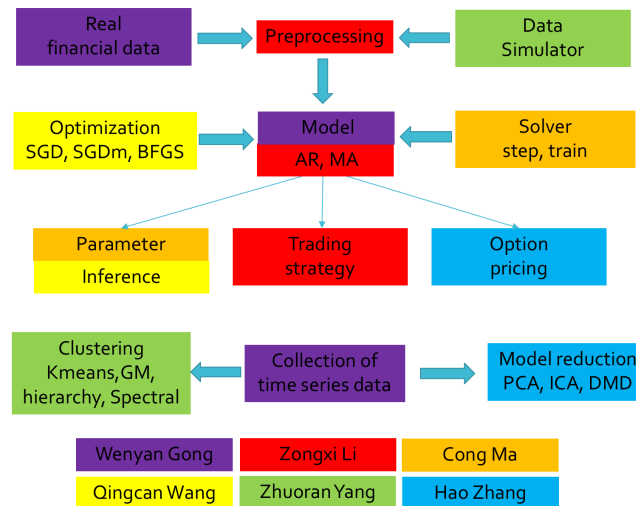 Real
financial data
Preprocessing
Data
Simulator
Optimization
SGD, SGDm, BFGS
Model
AR, MA
Solver
step, train
Parameter
Inference
Trading
strategy
Option
pricing
Clustering
Kmeans,GM,
hierarchy, Spectral
Collection of
time series data
Model reduction
PCA, ICA, DMD
Wenyan Gong
Zongxi Li
Cong Ma
Qingcan Wang
Zhuoran Yang
Hao Zhang